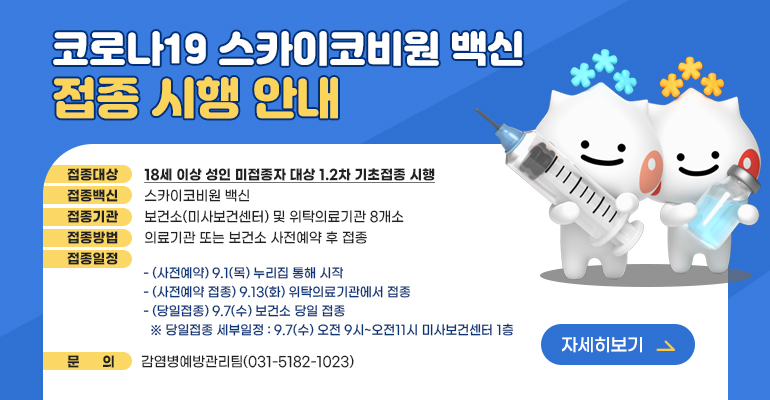 코로나19 스카이코비원 백신
접종 시행 안내
접종대상 18세 이상 성인 미접종자 대상 1.2차 기초접종 시행
접종백신 스카이코비원 백신
접종기관 보건소(미사보건센터) 및 위탁의료기관 8개소
접종방법 의료기관 또는 보건소 사전예약 후 접종
접종일정
- (사전예약) 9.1(목) 누리집 통해 시작
- (사전예약 접종) 9.13(화) 위탁의료기관에서 접종
- (당일접종) 9.7(수) 보건소 당일 접종
※ 당일접종 세부일정 : 9.7(수) 오전 9시~오전11시 미사보건센터 1층
자세히보기
문 의 감염병예방관리팀(031-5182-1023)